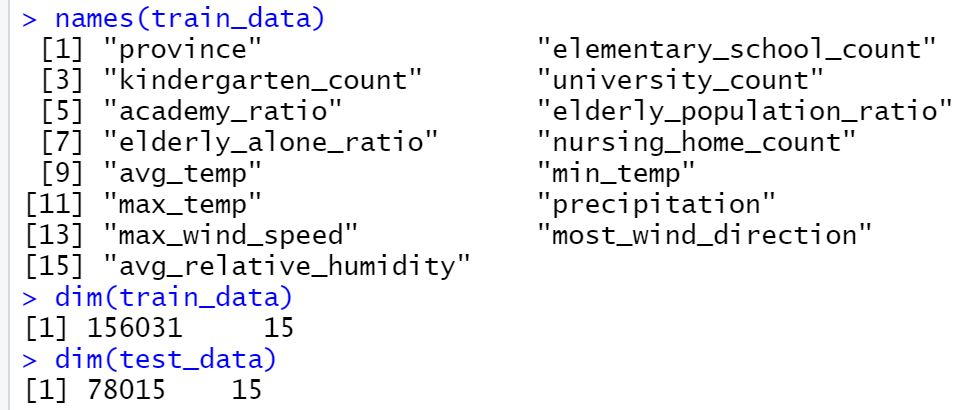 > names(train_data)
 [1] "province"                  "elementary_school_count"
 [3] "kindergarten_count"        "university_count"
 [5] "academy_ratio"             "elderly_population_ratio"
 [7] "elderly_alone_ratio"       "nursing_home_count"
 [9] "avg_temp"                  "min_temp"
[11] "max_temp"                  "precipitation"
[13] "max_wind_speed"            "most_wind_direction"
[15] "avg_relative_humidity"
> dim(train_data)
[1] 156031     15
> dim(test_data)
[1] 78015    15